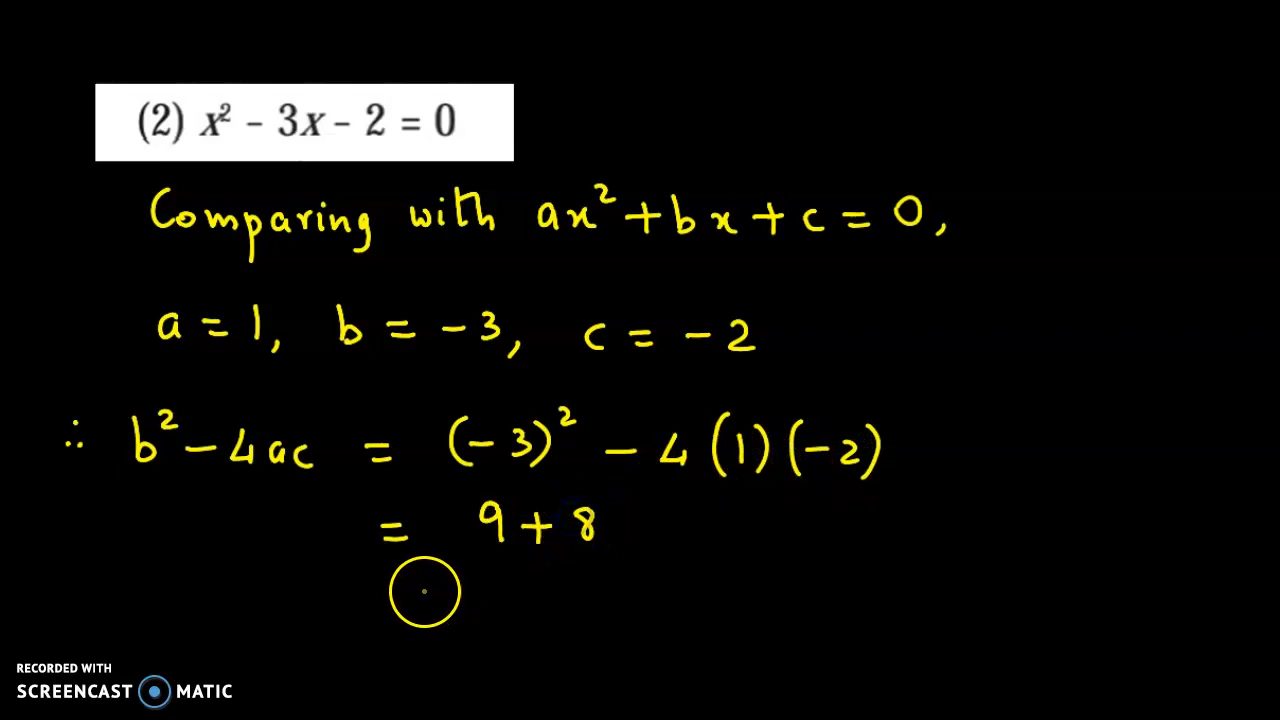 (2) x² - 3x - 2 = 0
Comparing with ax² + bx + c = 0,
a = 1, b = -3, c = -2
∴ b² - 4ac = (-3)² - 4 (1) (-2)
= 9 + 8
RECORDED WITH
SCREENCAST MATIC